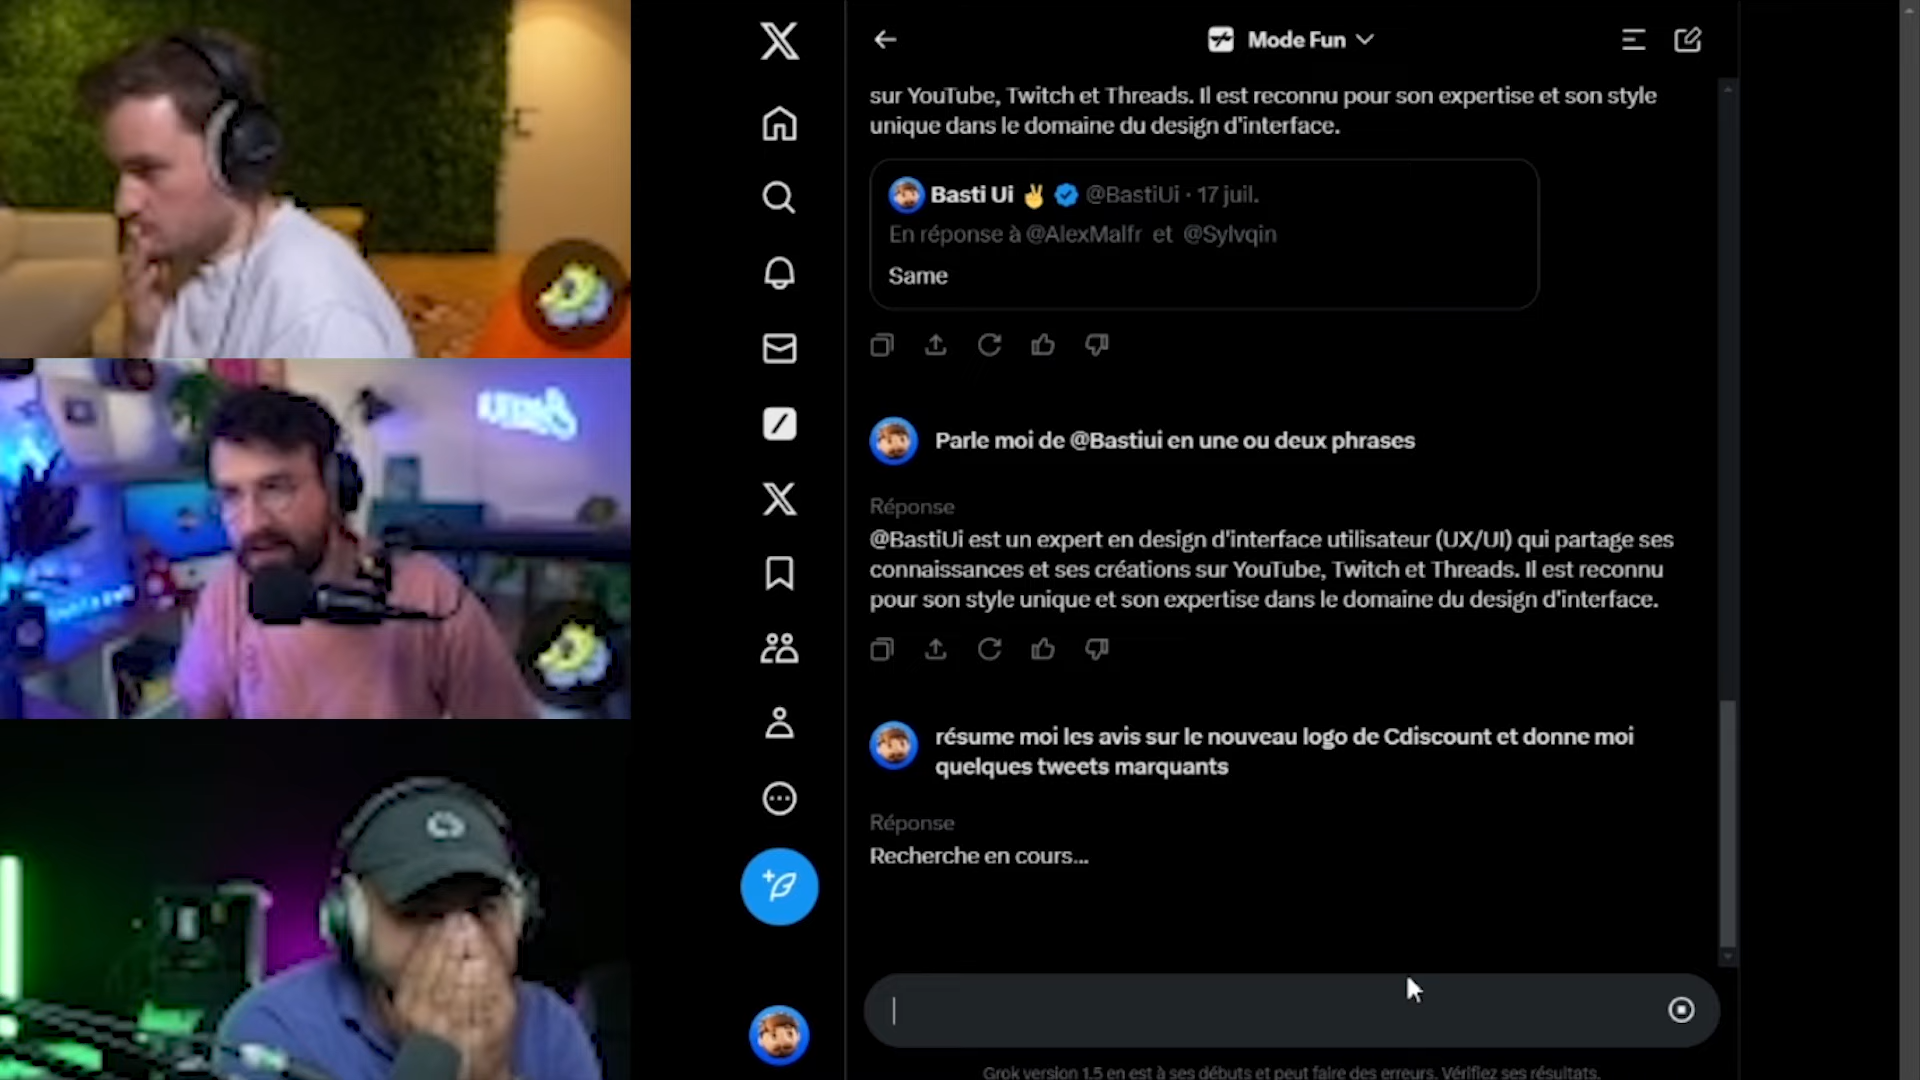 Mode Fun
sur YouTube, Twitch et Threads. Il est reconnu pour son expertise et son style
unique dans le domaine du design d'interface.
Basti Ui ✌ @BastiUi · 17 juil.
En réponse à @AlexMalfr et @Sylvqin
Same
Parle moi de @Bastiui en une ou deux phrases
Réponse
@BastiUi est un expert en design d'interface utilisateur (UX/UI) qui partage ses
connaissances et ses créations sur YouTube, Twitch et Threads. Il est reconnu
pour son style unique et son expertise dans le domaine du design d'interface.
résume moi les avis sur le nouveau logo de Cdiscount et donne moi
quelques tweets marquants
Réponse
Recherche en cours...
Grok version 1.5 en est à ses débuts et peut faire des erreurs. Vérifiez ses résultats.